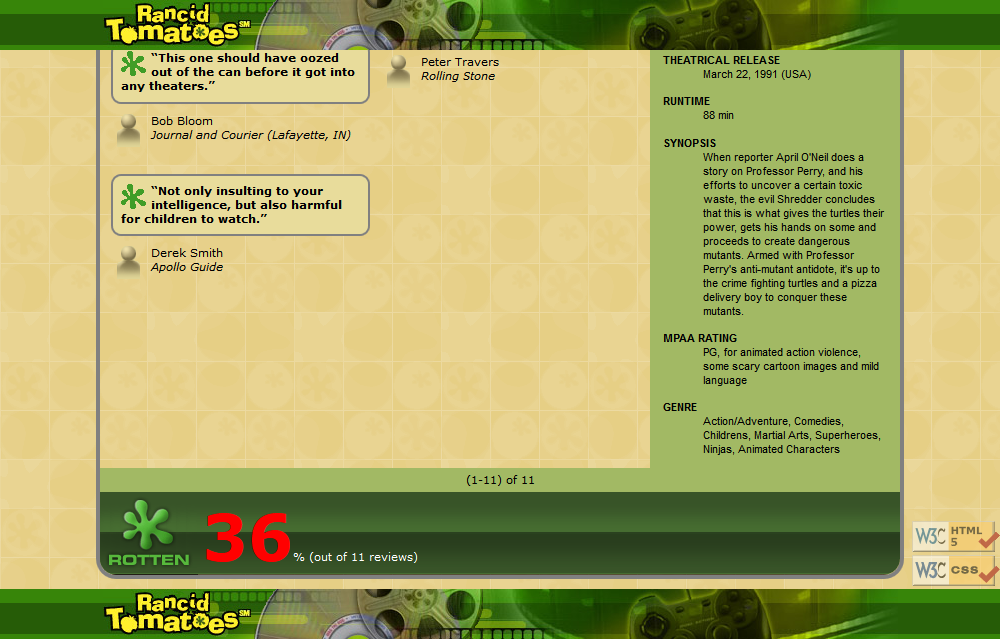 Rancid
Tomatoes SM
“This one should have oozed
out of the can before it got into
any theaters.”
Bob Bloom
Journal and Courier (Lafayette, IN)
“Not only insulting to your
intelligence, but also harmful
for children to watch.”
Derek Smith
Apollo Guide
Peter Travers
Rolling Stone
THEATRICAL RELEASE
March 22, 1991 (USA)
RUNTIME
88 min
SYNOPSIS
When reporter April O'Neil does a
story on Professor Perry, and his
efforts to uncover a certain toxic
waste, the evil Shredder concludes
that this is what gives the turtles their
power, gets his hands on some and
proceeds to create dangerous
mutants. Armed with Professor
Perry's anti-mutant antidote, it's up to
the crime fighting turtles and a pizza
delivery boy to conquer these
mutants.
MPAA RATING
PG, for animated action violence,
some scary cartoon images and mild
language
GENRE
Action/Adventure, Comedies,
Childrens, Martial Arts, Superheroes,
Ninjas, Animated Characters
(1-11) of 11
ROTTEN
36% (out of 11 reviews)
W3C HTML
5
W3C CSS
Rancid
Tomatoes SM